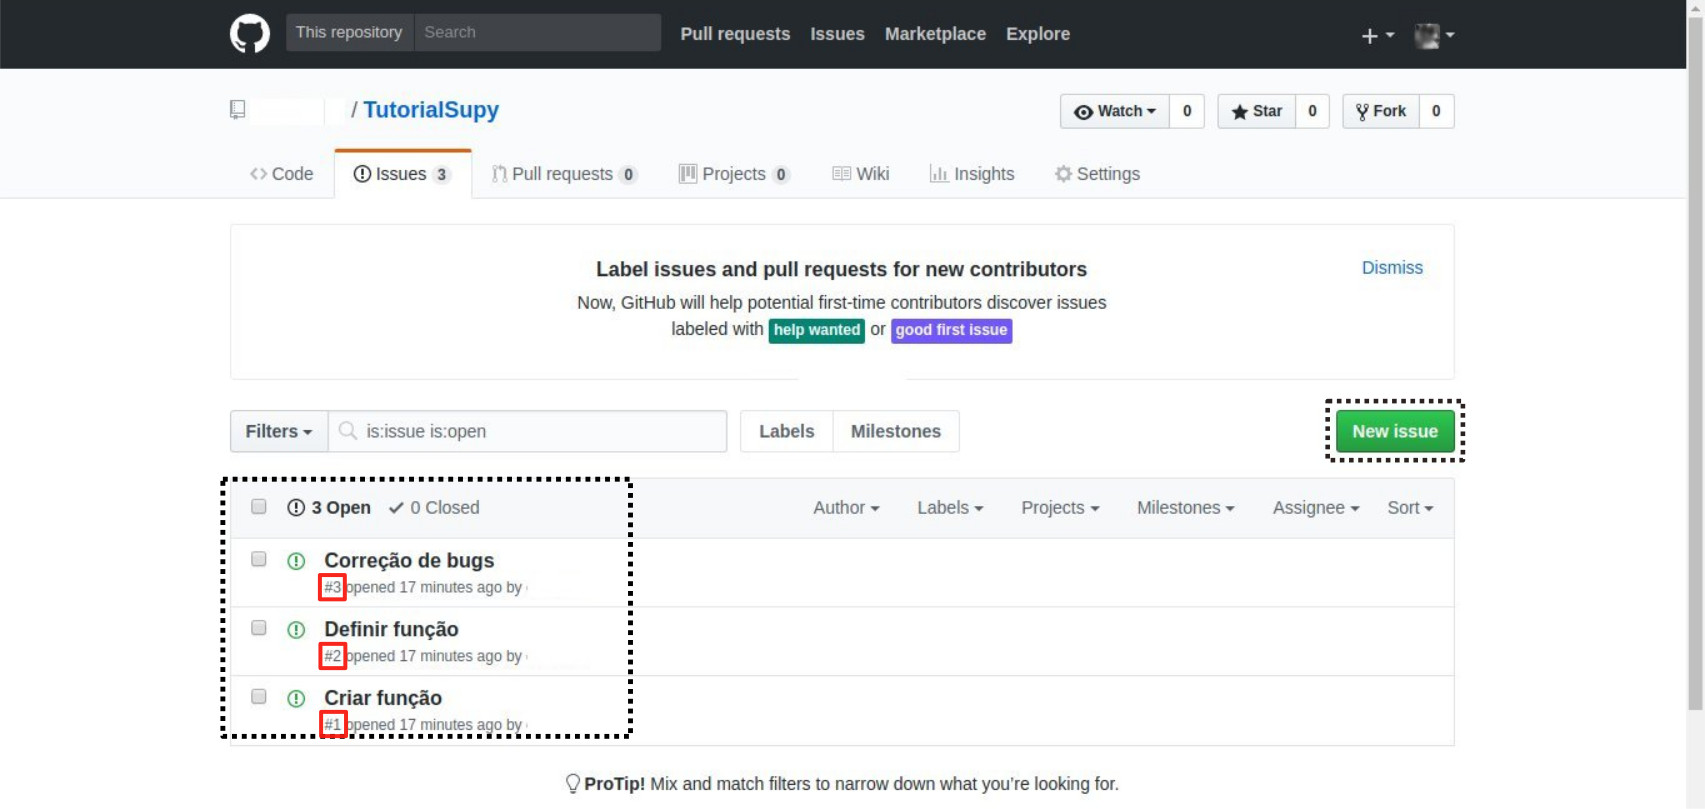 This repository Search Pull requests Issues Marketplace Explore
/ TutorialSupy Watch 0 Star 0 Fork 0
Code Issues 3 Pull requests 0 Projects 0 Wiki Insights Settings
Label issues and pull requests for new contributors
Dismiss
Now, GitHub will help potential first-time contributors discover issues
labeled with help wanted or good first issue
Filters is:issue is:open Labels Milestones New issue
3 Open 0 Closed Author Labels Projects Milestones Assignee Sort
Correção de bugs
#3 opened 17 minutes ago by
Definir função
#2 opened 17 minutes ago by
Criar função
#1 opened 17 minutes ago by
ProTip! Mix and match filters to narrow down what you’re looking for.